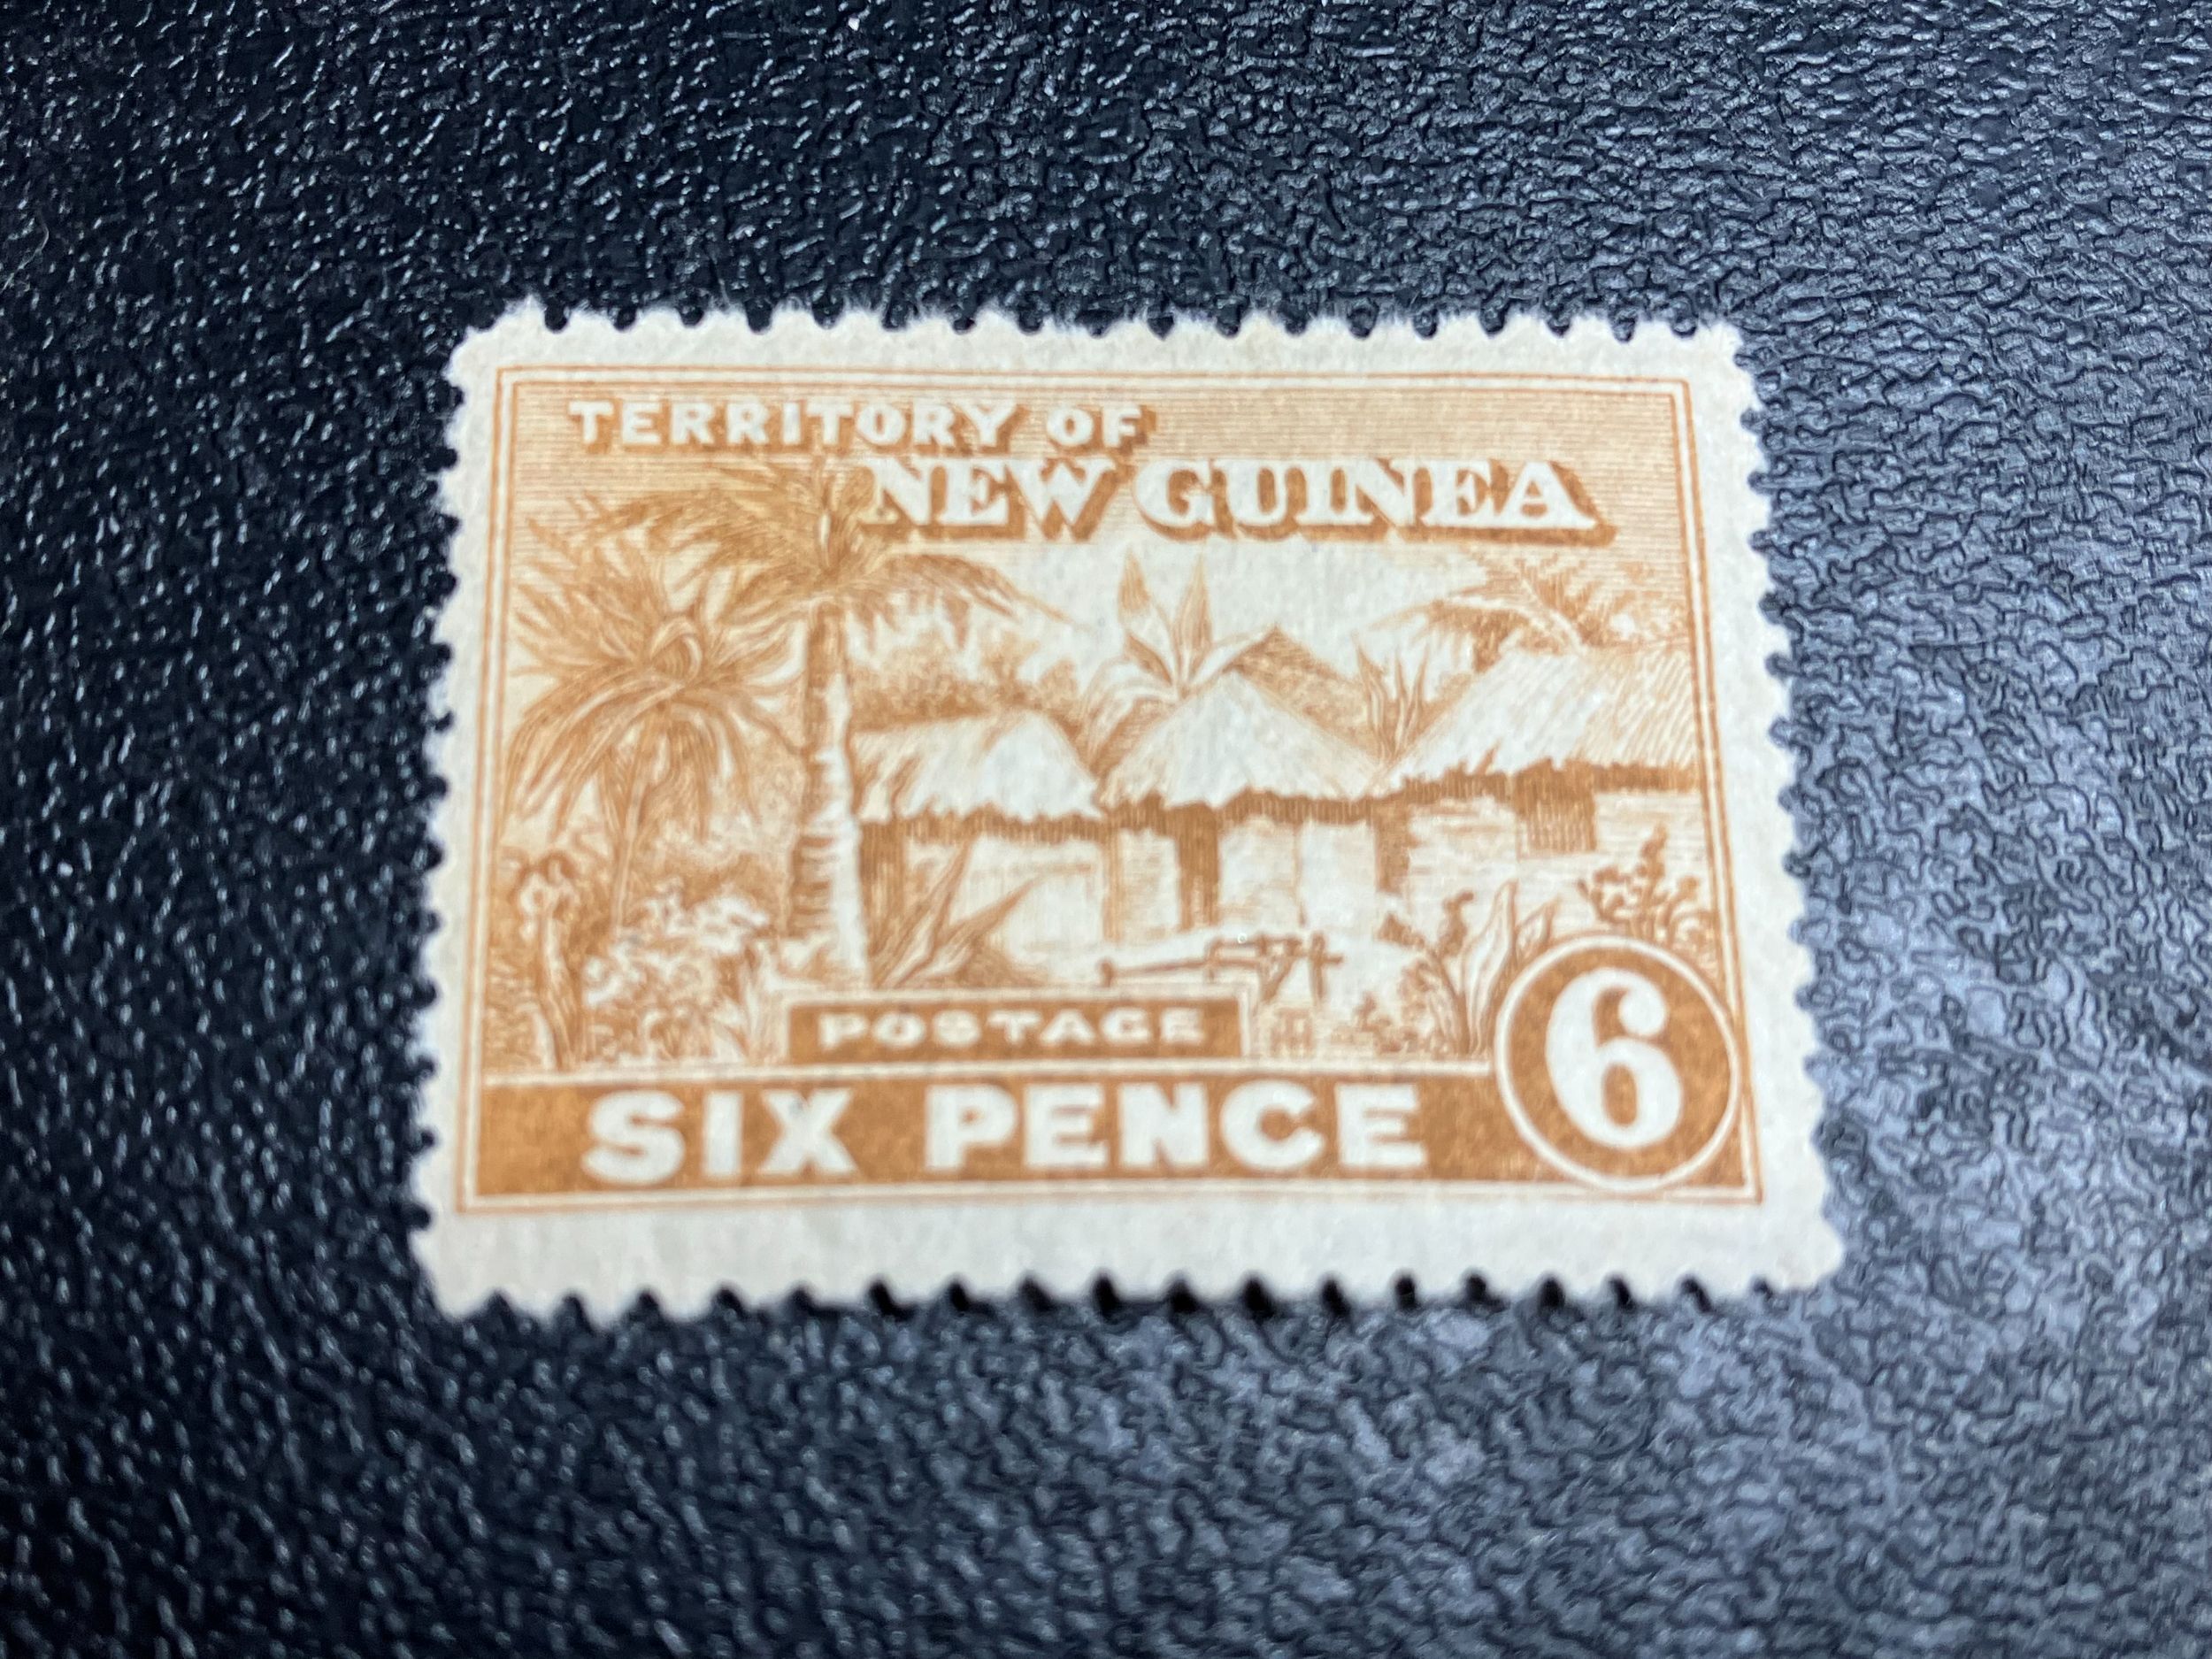 TERRITORY OF
NEW GUINEA
POSTAGE
SIX PENCE
6